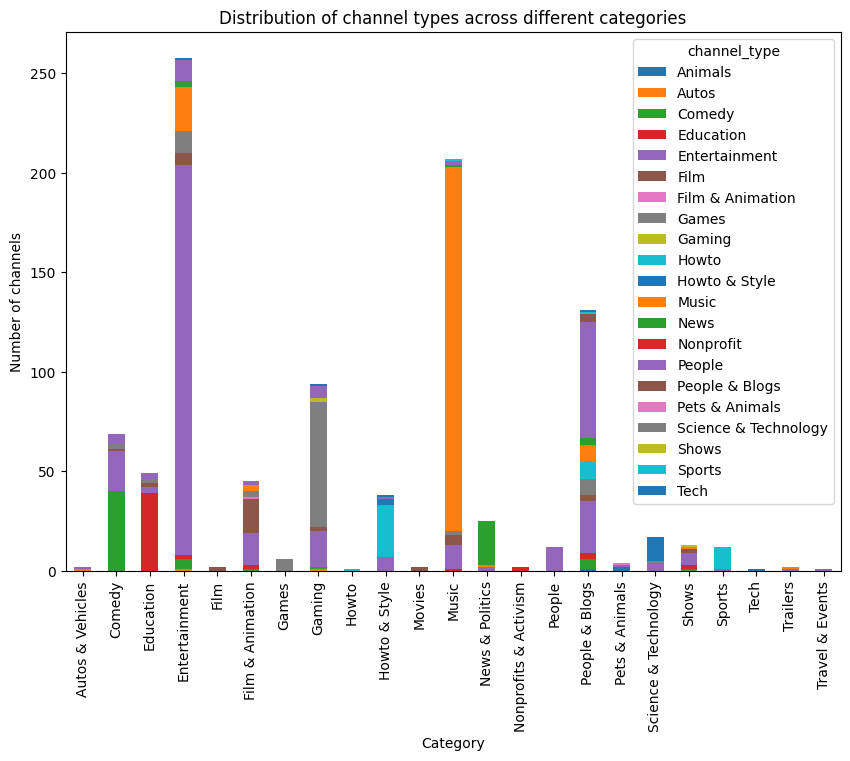 Distribution of channel types across different categories
channel_type
Animals
Autos
Comedy
Education
Entertainment
Film
Film & Animation
Games
Gaming
Howto
Howto & Style
Music
News
Nonprofit
People
People & Blogs
Pets & Animals
Science & Technology
Shows
Sports
Tech
Number of channels
250
200
150
100
50
0
Autos & Vehicles
Comedy
Education
Entertainment
Film
Film & Animation
Games
Gaming
Howto
Howto & Style
Movies
Music
News & Politics
Nonprofits & Activism
People
People & Blogs
Pets & Animals
Science & Technology
Shows
Sports
Tech
Trailers
Travel & Events
Category